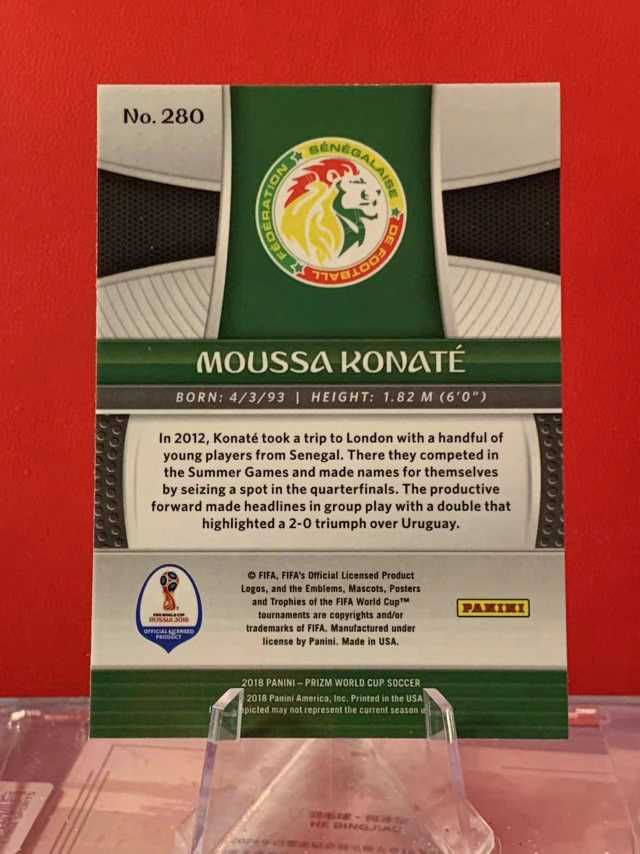 No. 280
FÉDÉRATION ★ SÉNÉGALAISE ★ DE FOOTBALL ★
MOUSSA KONATÉ
BORN: 4/3/93 | HEIGHT: 1.82 M (6'0")
In 2012, Konaté took a trip to London with a handful of
young players from Senegal. There they competed in
the Summer Games and made names for themselves
by seizing a spot in the quarterfinals. The productive
forward made headlines in group play with a double that
highlighted a 2-0 triumph over Uruguay.
FIFA WORLD CUP
RUSSIA 2018
OFFICIAL LICENSED
PRODUCT
© FIFA, FIFA's Official Licensed Product
Logos, and the Emblems, Mascots, Posters
and Trophies of the FIFA World Cup™
tournaments are copyrights and/or
trademarks of FIFA. Manufactured under
license by Panini. Made in USA.
PANINI
2018 PANINI – PRIZM WORLD CUP SOCCER
2018 Panini America, Inc. Printed in the USA
may not represent the current season
HE BINGJIAO